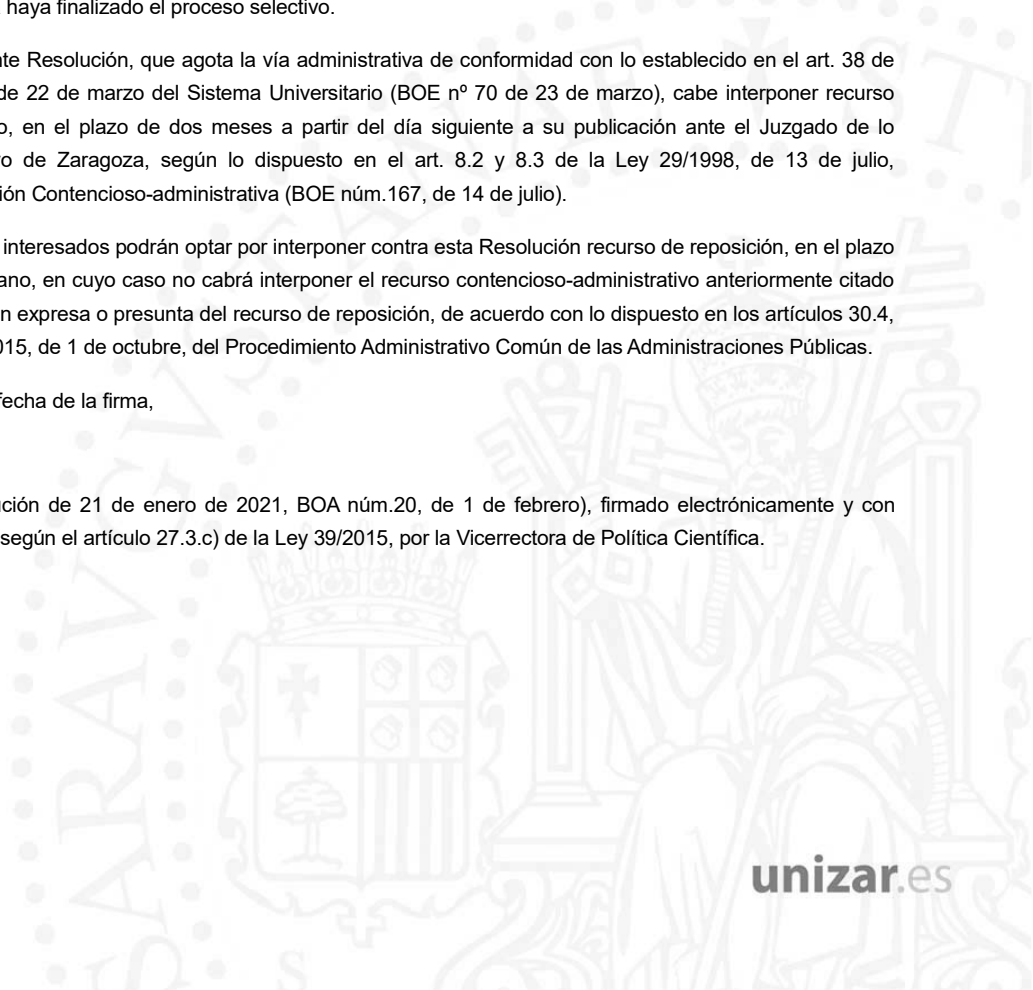 haya finalizado el proceso selectivo.
nte Resolución, que agota la vía administrativa de conformidad con lo establecido en el art. 38 de
de 22 de marzo del Sistema Universitario (BOE nº 70 de 23 de marzo), cabe interponer recurso
o, en el plazo de dos meses a partir del día siguiente a su publicación ante el Juzgado de lo
vo de Zaragoza, según lo dispuesto en el art. 8.2 y 8.3 de la Ley 29/1998, de 13 de julio,
ción Contencioso-administrativa (BOE núm.167, de 14 de julio).
interesados podrán optar por interponer contra esta Resolución recurso de reposición, en el plazo
ano, en cuyo caso no cabrá interponer el recurso contencioso-administrativo anteriormente citado
n expresa o presunta del recurso de reposición, de acuerdo con lo dispuesto en los artículos 30.4,
015, de 1 de octubre, del Procedimiento Administrativo Común de las Administraciones Públicas.
fecha de la firma,
ución de 21 de enero de 2021, BOA núm.20, de 1 de febrero), firmado electrónicamente y con
según el artículo 27.3.c) de la Ley 39/2015, por la Vicerrectora de Política Científica.
unizar.es